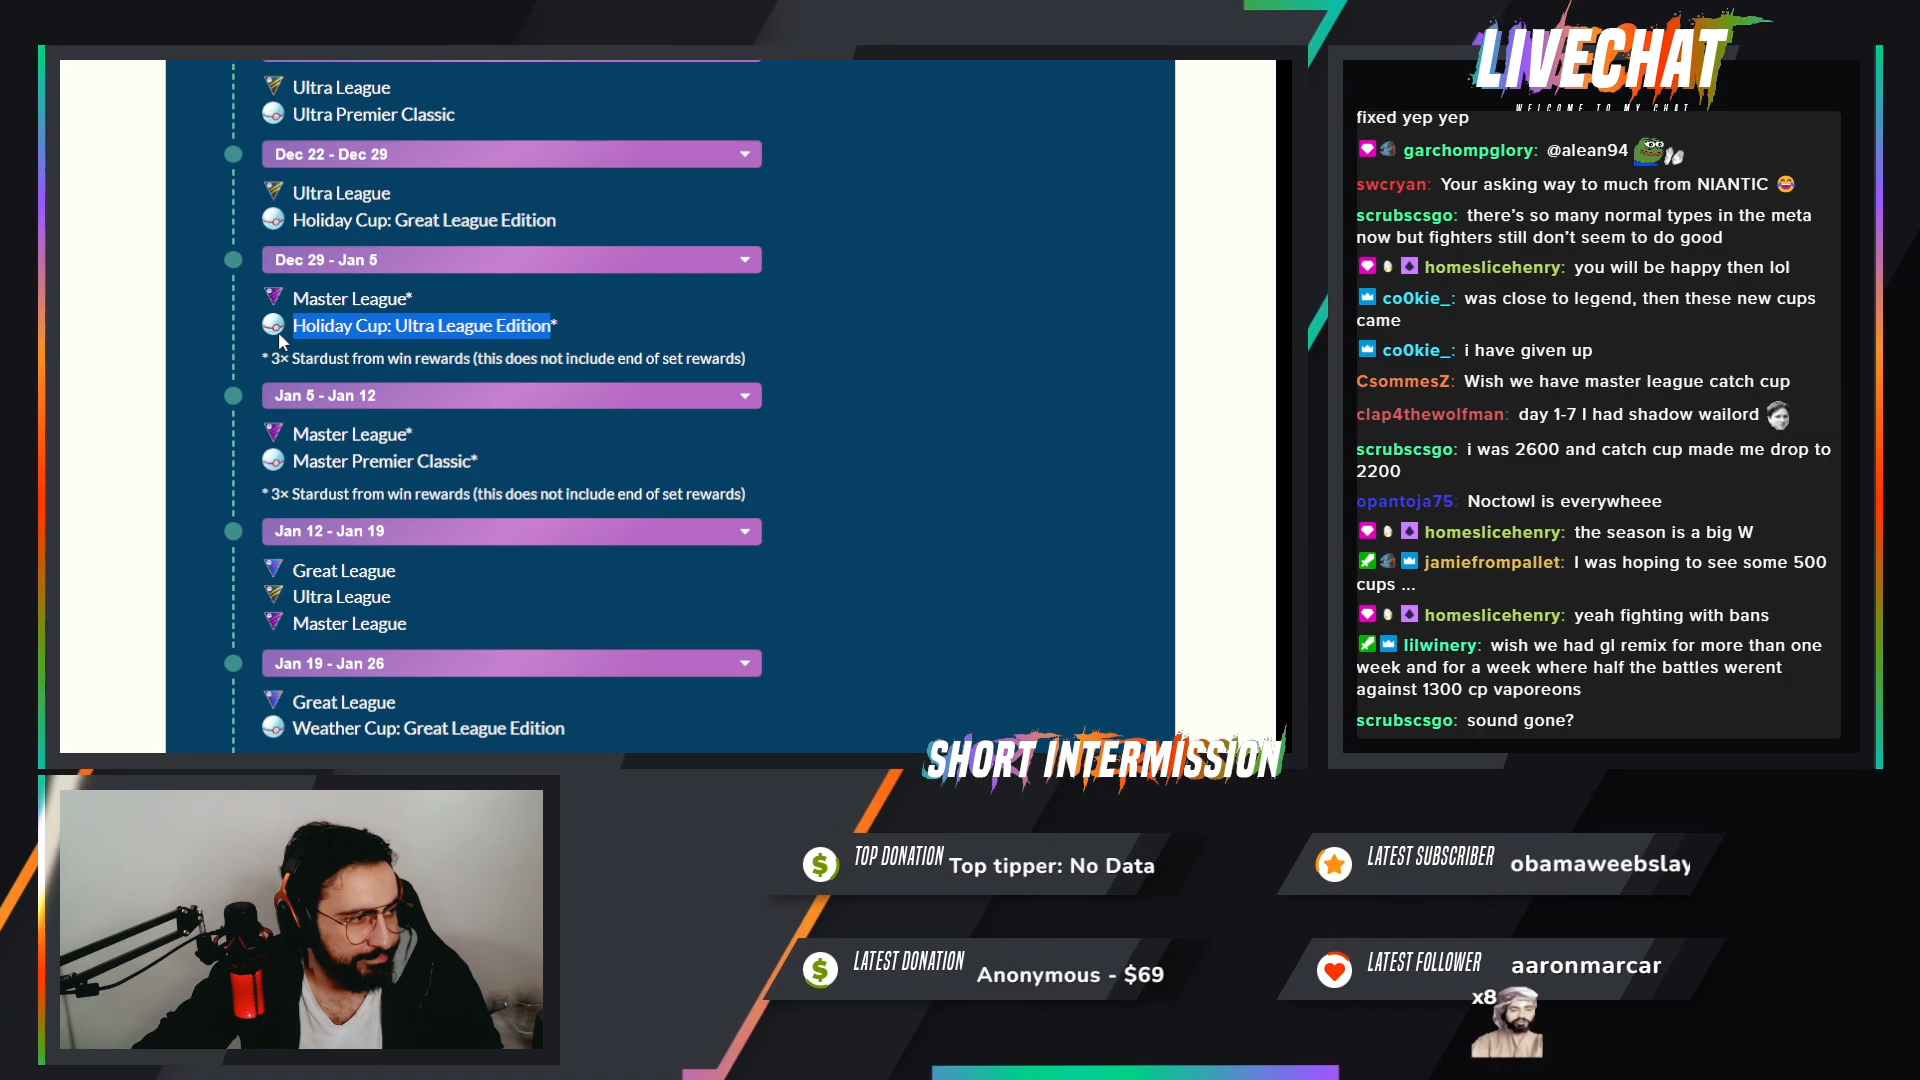 Ultra League
Ultra Premier Classic
Dec 22 - Dec 29
Ultra League
Holiday Cup: Great League Edition
Dec 29 - Jan 5
Master League*
Holiday Cup: Ultra League Edition*
* 3× Stardust from win rewards (this does not include end of set rewards)
Jan 5 - Jan 12
Master League*
Master Premier Classic*
* 3× Stardust from win rewards (this does not include end of set rewards)
Jan 12 - Jan 19
Great League
Ultra League
Master League
Jan 19 - Jan 26
Great League
Weather Cup: Great League Edition
SHORT INTERMISSION
LIVECHAT
WELCOME TO MY CHAT
fixed yep yep
garchompglory: @alean94
swcryan: Your asking way to much from NIANTIC 😂
scrubscsgo: there's so many normal types in the meta
now but fighters still don't seem to do good
homeslicehenry: you will be happy then lol
co0kie_: was close to legend, then these new cups
came
co0kie_: i have given up
CsommesZ: Wish we have master league catch cup
clap4thewolfman: day 1-7 I had shadow wailord
scrubscsgo: i was 2600 and catch cup made me drop to
2200
opantoja75: Noctowl is everywheee
homeslicehenry: the season is a big W
jamiefrompallet: I was hoping to see some 500
cups ...
homeslicehenry: yeah fighting with bans
lilwinery: wish we had gl remix for more than one
week and for a week where half the battles werent
against 1300 cp vaporeons
scrubscsgo: sound gone?
TOP DONATION Top tipper: No Data
LATEST SUBSCRIBER obamaweebslay
LATEST DONATION Anonymous - $69
LATEST FOLLOWER aaronmarcar
x8